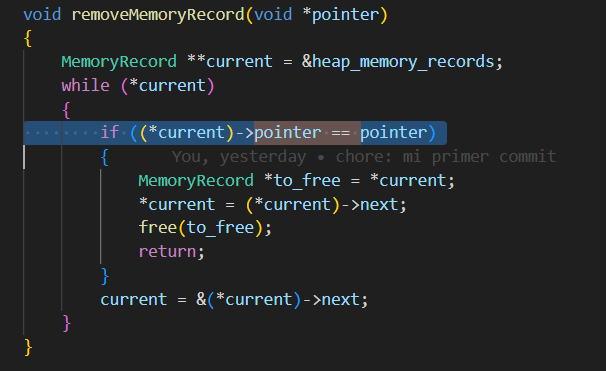 void removeMemoryRecord(void *pointer)
{
    MemoryRecord **current = &heap_memory_records;
    while (*current)
    {
        if ((*current)->pointer == pointer)
        {       You, yesterday • chore: mi primer commit
            MemoryRecord *to_free = *current;
            *current = (*current)->next;
            free(to_free);
            return;
        }
        current = &(*current)->next;
    }
}